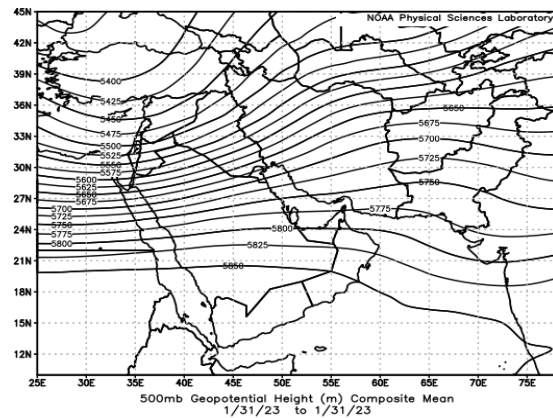 NOAA Physical Sciences Laboratory
45N
42N
39N
36N
33N
30N
27N
24N
21N
18N
15N
12N
5400
5425
5450
5475
5500
5525
5550
5575
5600
5625
5650
5675
5700
5725
5750
5775
5800
5650
5675
5700
5725
5750
5775
5800
5825
5850
25E 30E 35E 40E 45E 50E 55E 60E 65E 70E 75E
500mb Geopotential Height (m) Composite Mean
1/31/23 to 1/31/23